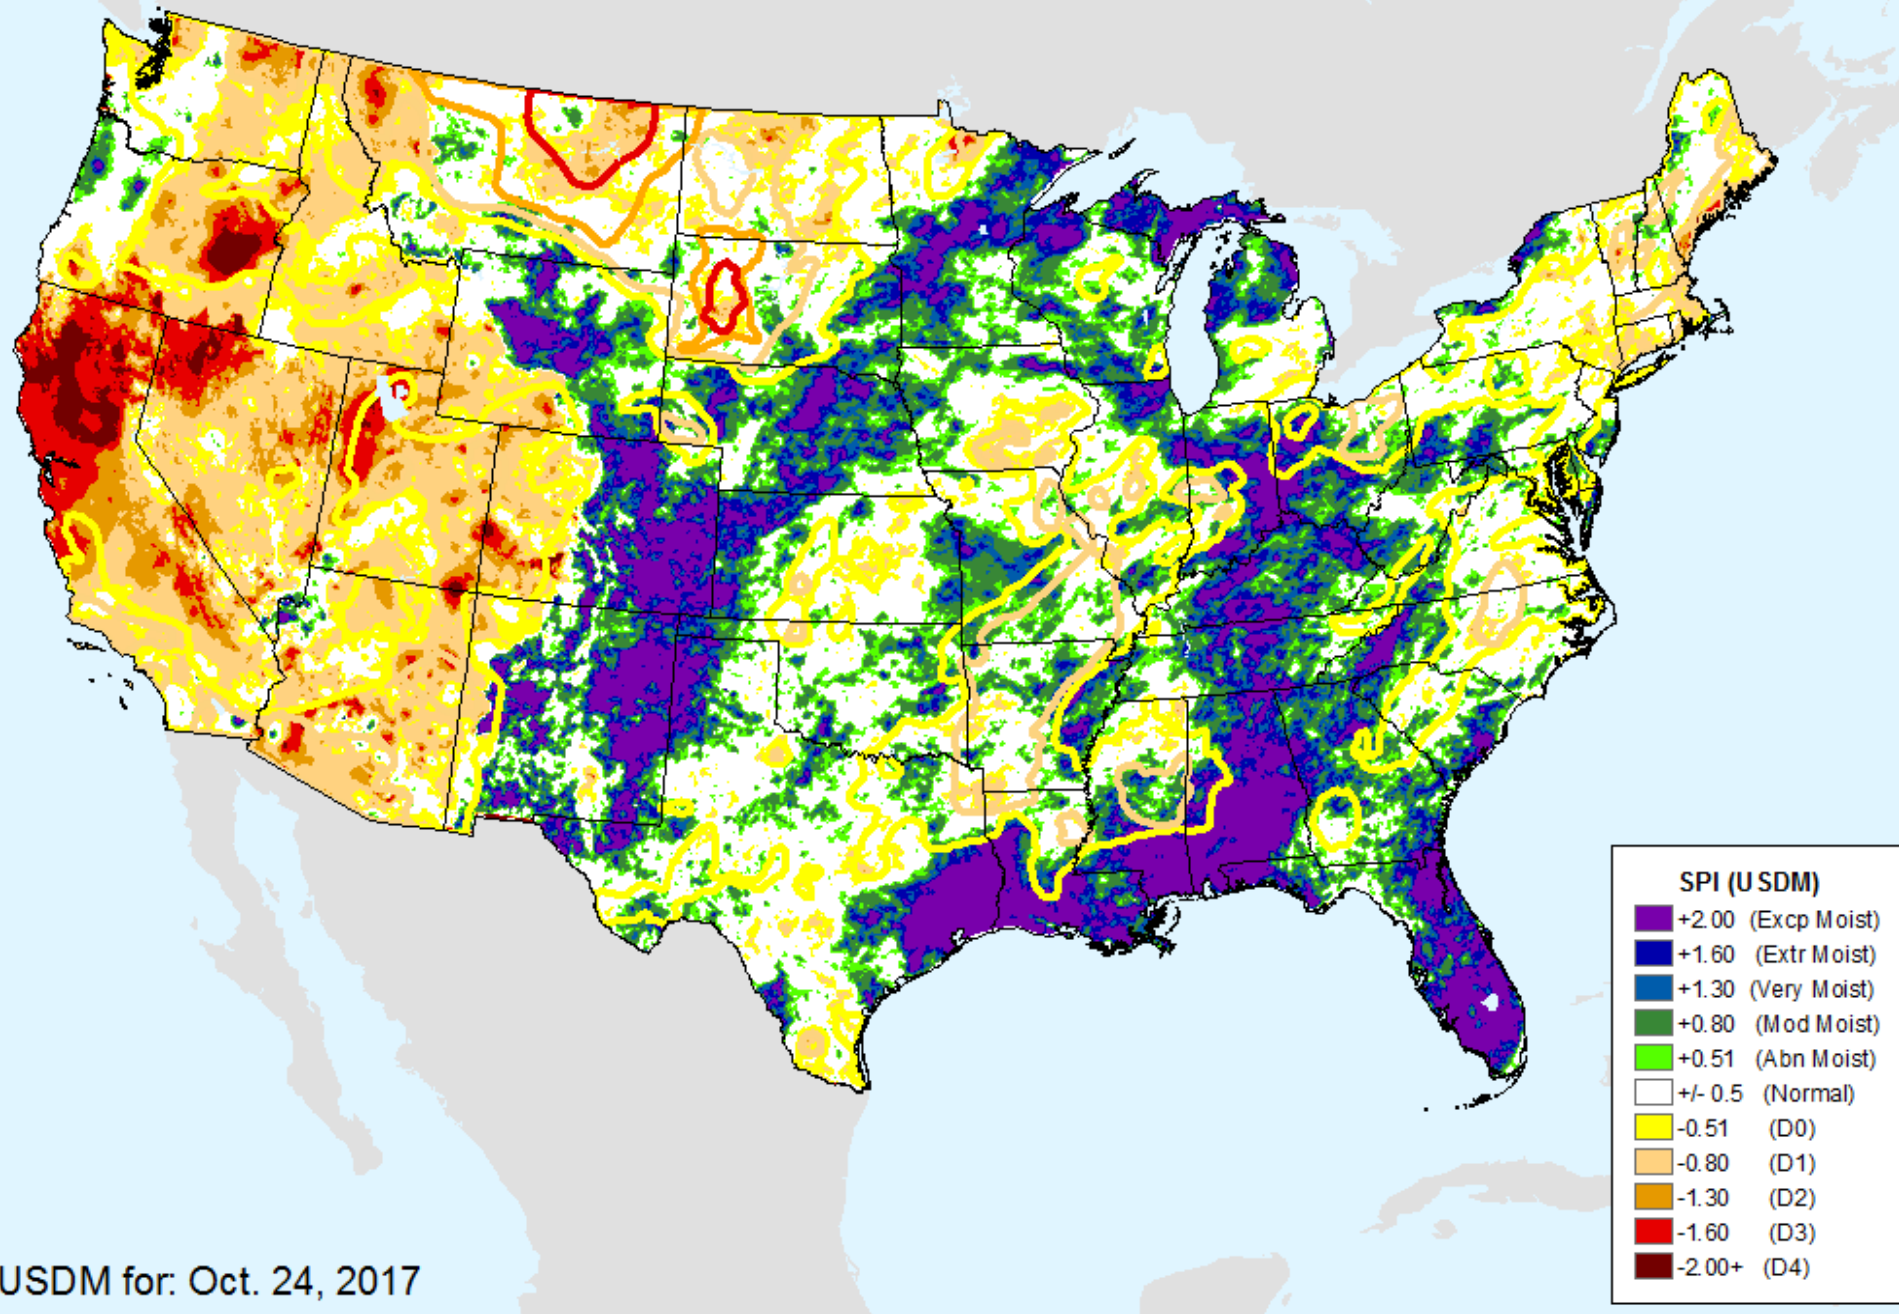 SPI (USDM)
+2.00 (Excp Moist)
+1.60 (Extr Moist)
+1.30 (Very Moist)
+0.80 (Mod Moist)
+0.51 (Abn Moist)
+/- 0.5 (Normal)
-0.51 (D0)
-0.80 (D1)
-1.30 (D2)
-1.60 (D3)
-2.00+ (D4)
USDM for: Oct. 24, 2017